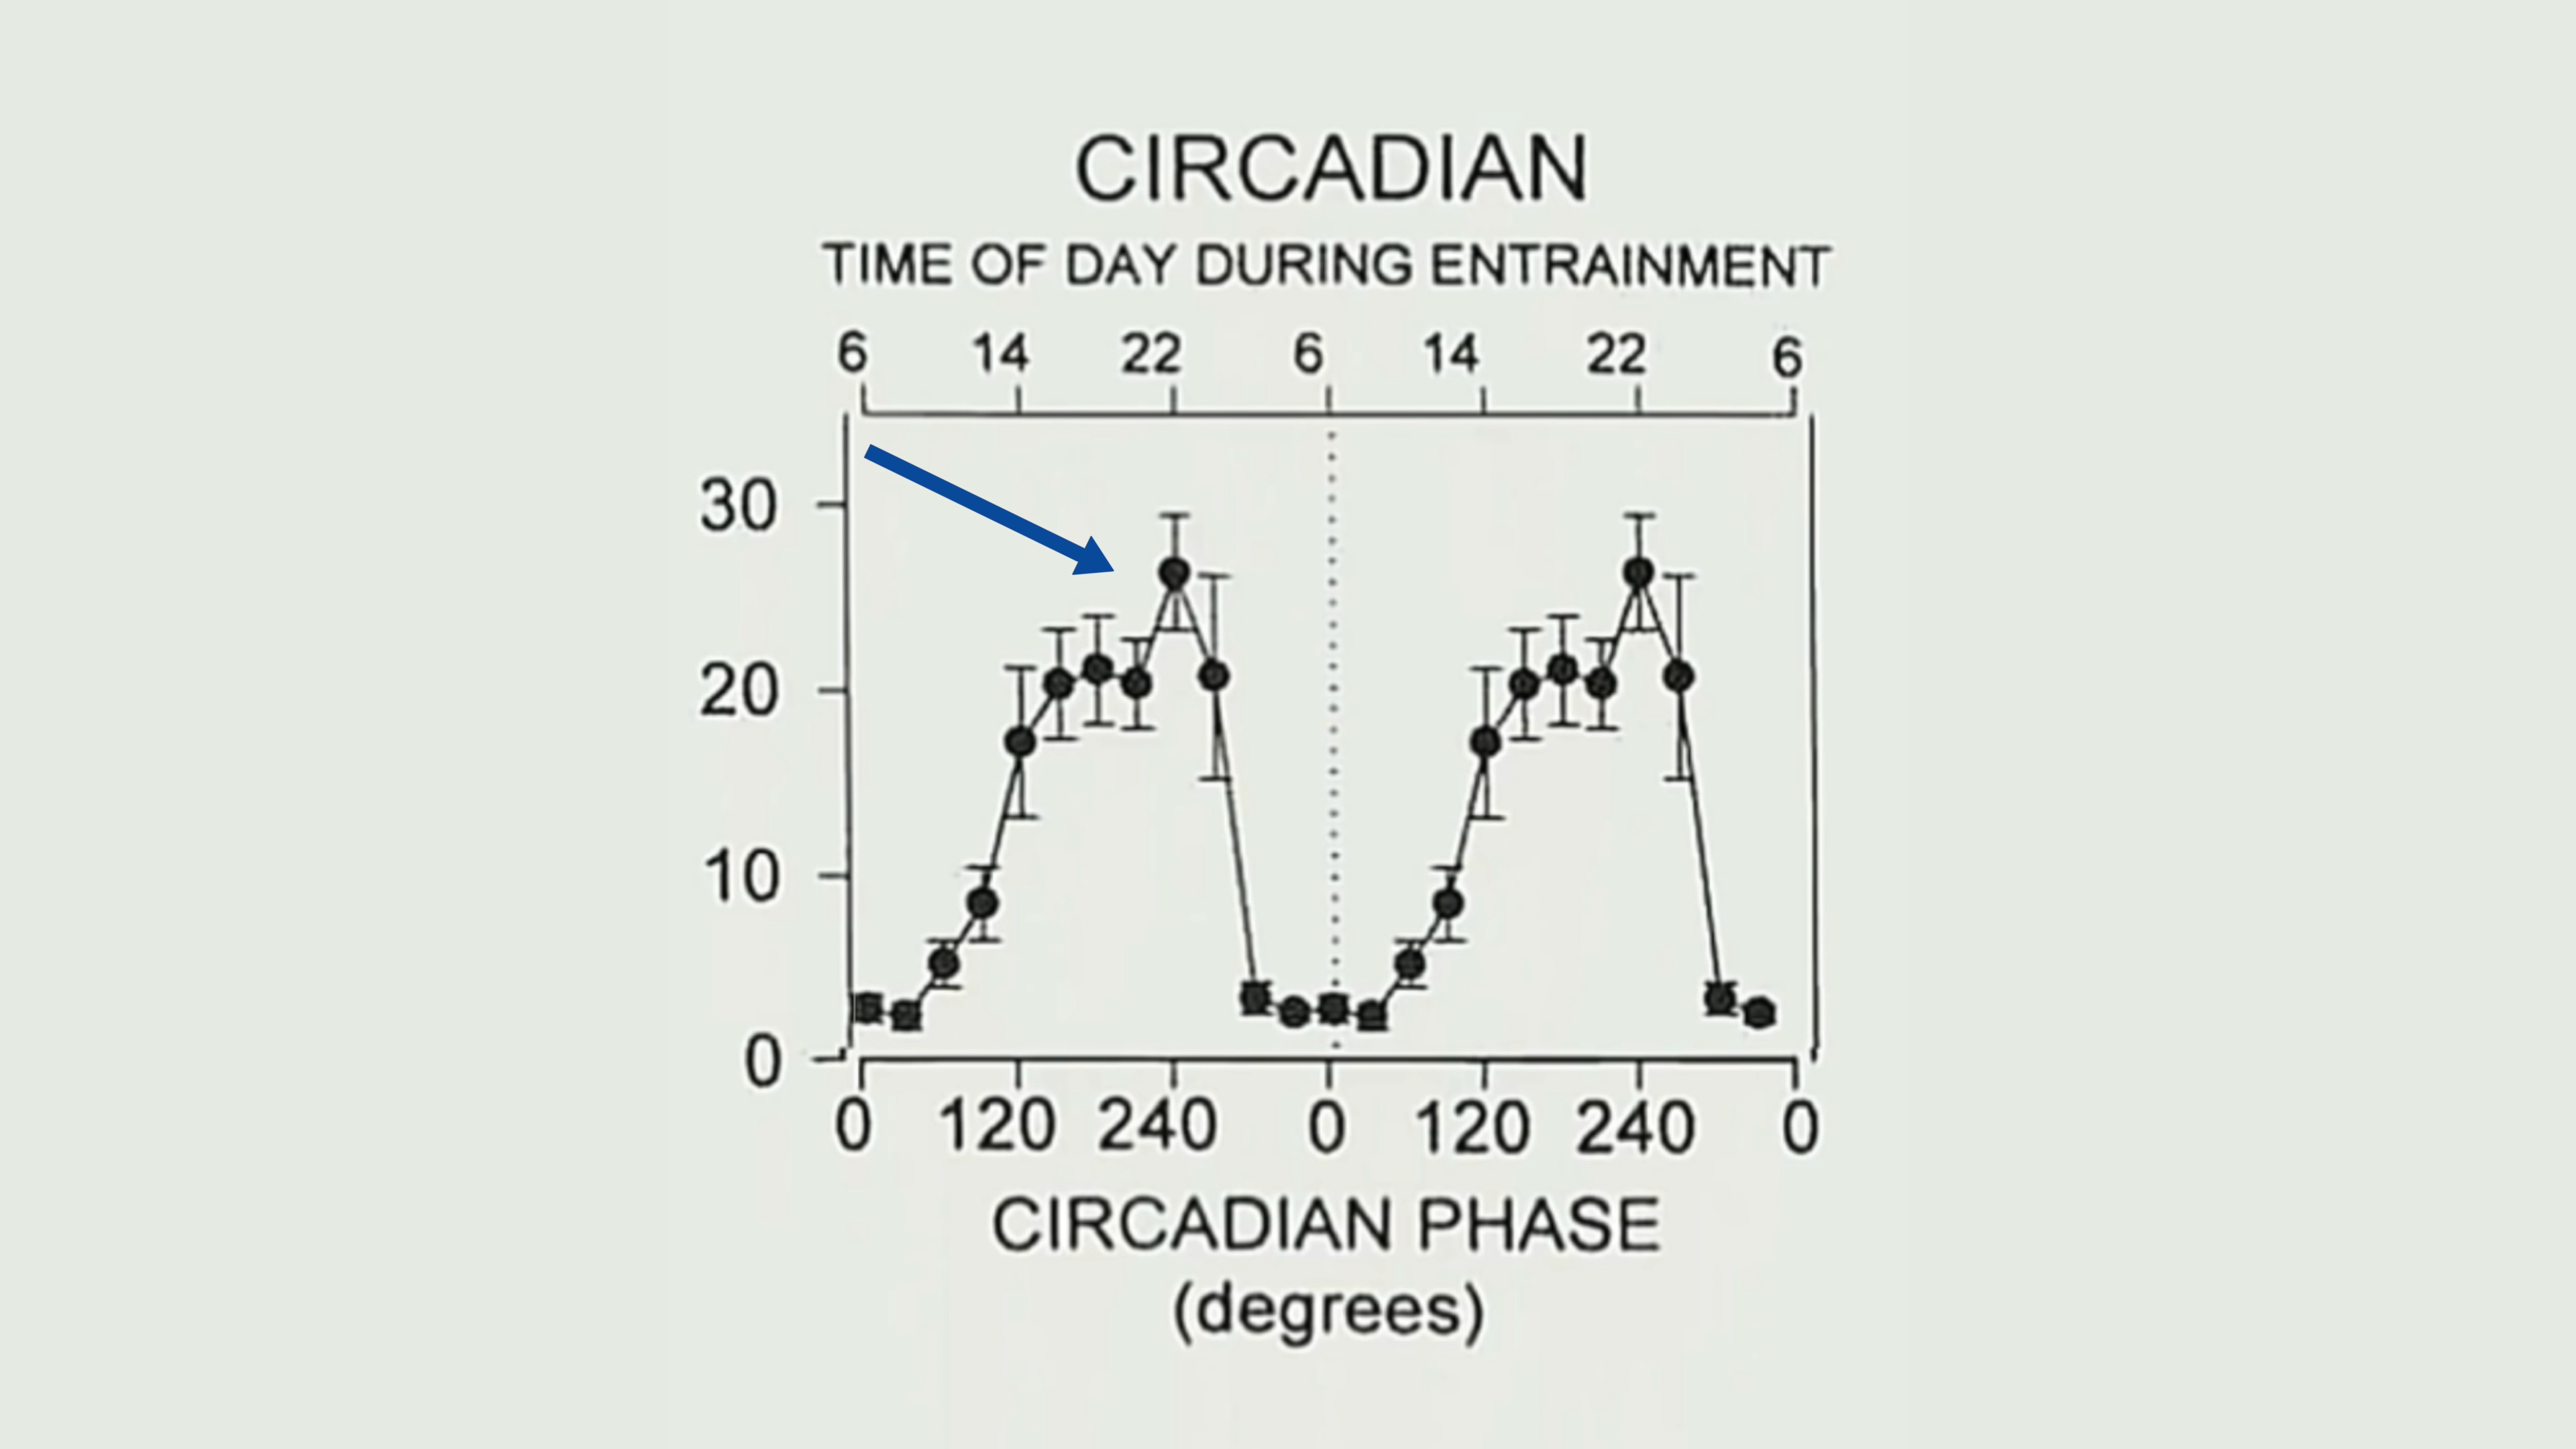 CIRCADIAN
TIME OF DAY DURING ENTRAINMENT
6 14 22 6 14 22 6
30
20
10
0
0 120 240 0 120 240 0
CIRCADIAN PHASE
(degrees)